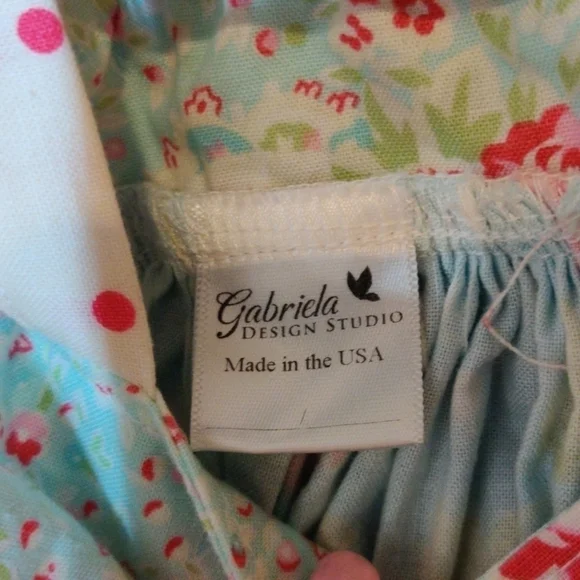 Gabriela
DESIGN STUDIO
Made in the USA